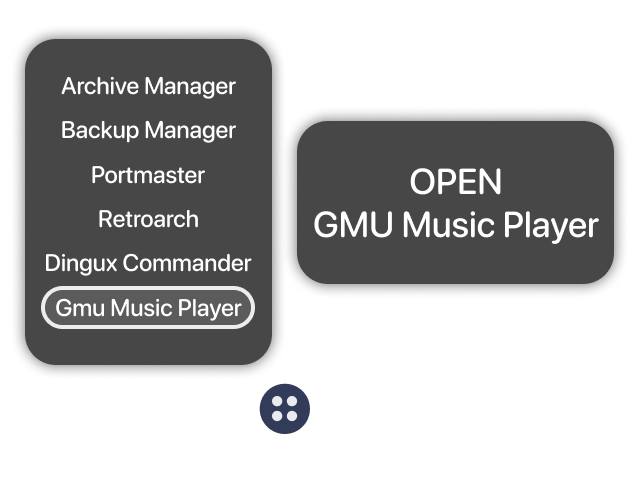 Archive Manager
Backup Manager
Portmaster
Retroarch
Dingux Commander
Gmu Music Player
OPEN
GMU Music Player